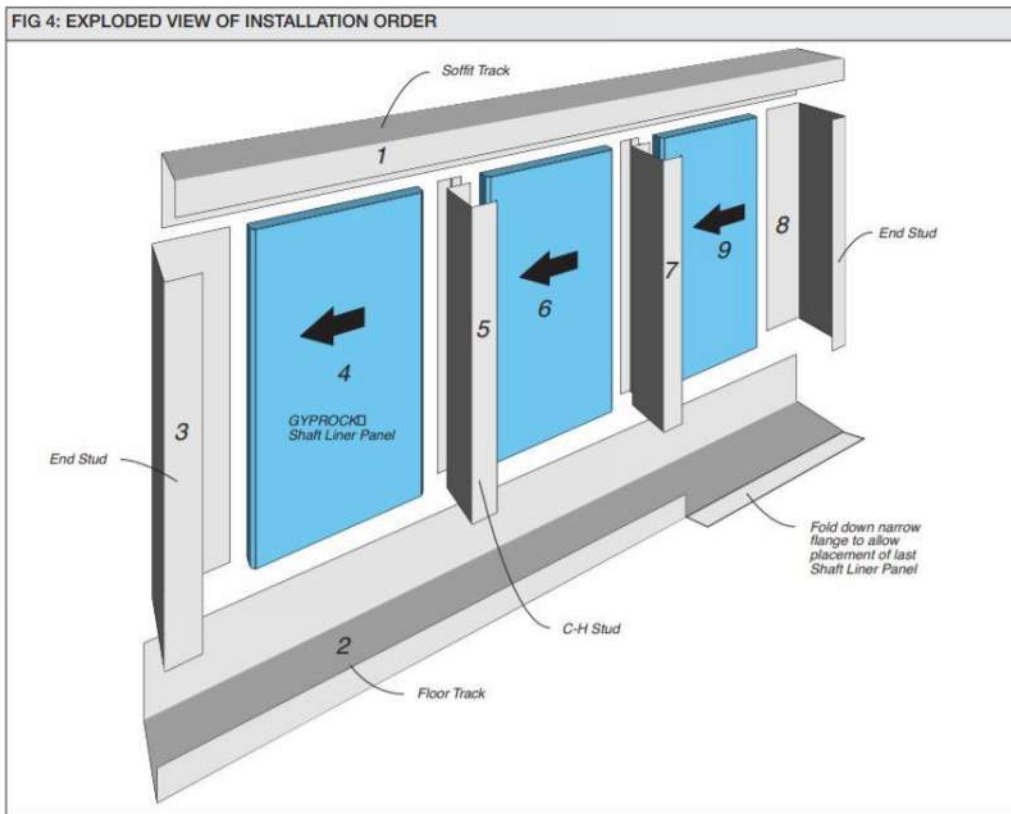 FIG 4: EXPLODED VIEW OF INSTALLATION ORDER
Soffit Track
1
8
End Stud
9
7
6
5
4
GYPROCK□
Shaft Liner Panel
3
End Stud
Fold down narrow
flange to allow
placement of last
Shaft Liner Panel
C-H Stud
2
Floor Track